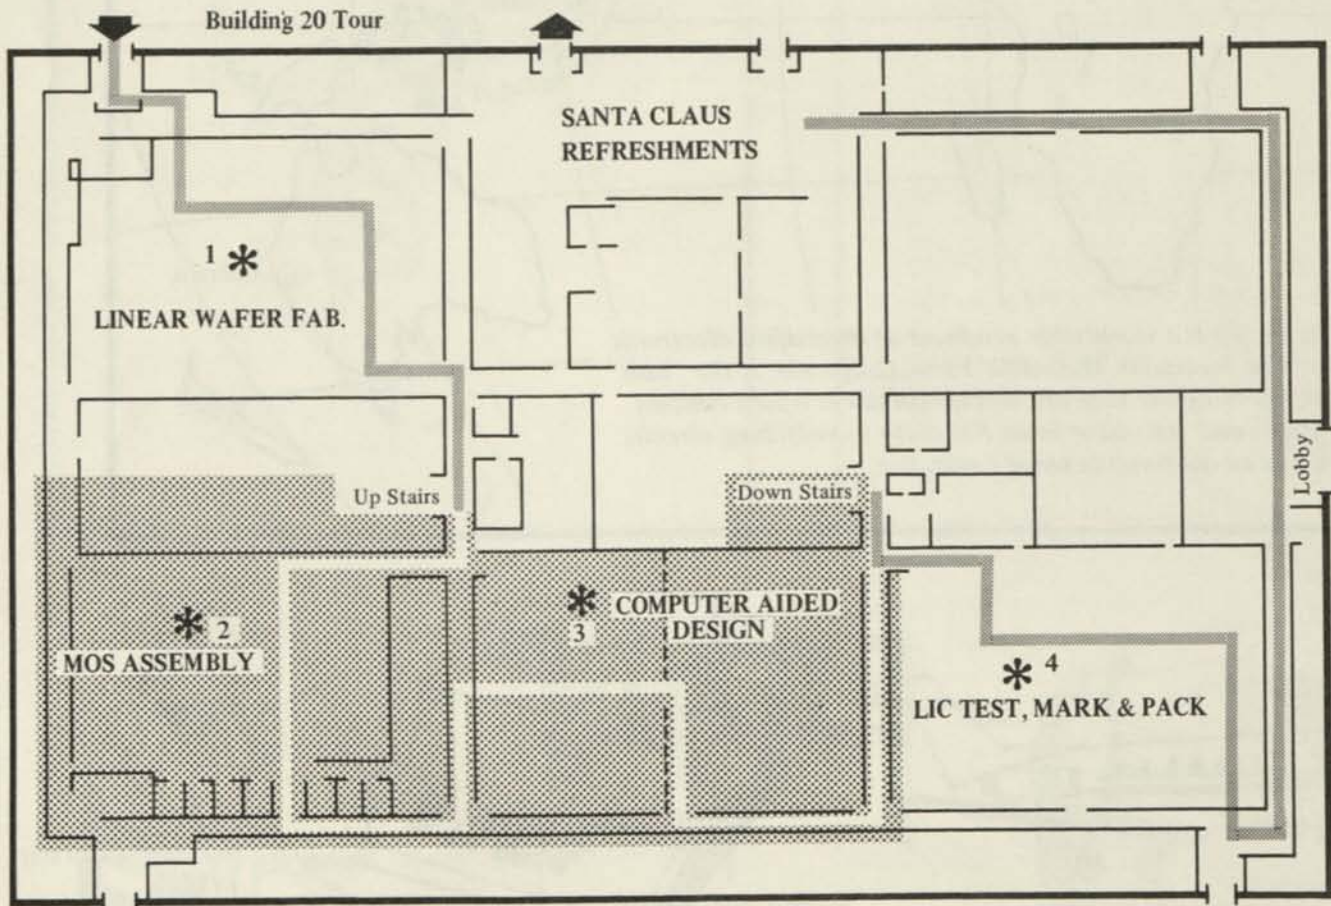 Building 20 Tour
SANTA CLAUS
REFRESHMENTS
1 *
LINEAR WAFER FAB.
Lobby
Up Stairs
Down Stairs
* 2
MOS ASSEMBLY
* 3
COMPUTER AIDED
DESIGN
* 4
LIC TEST, MARK & PACK